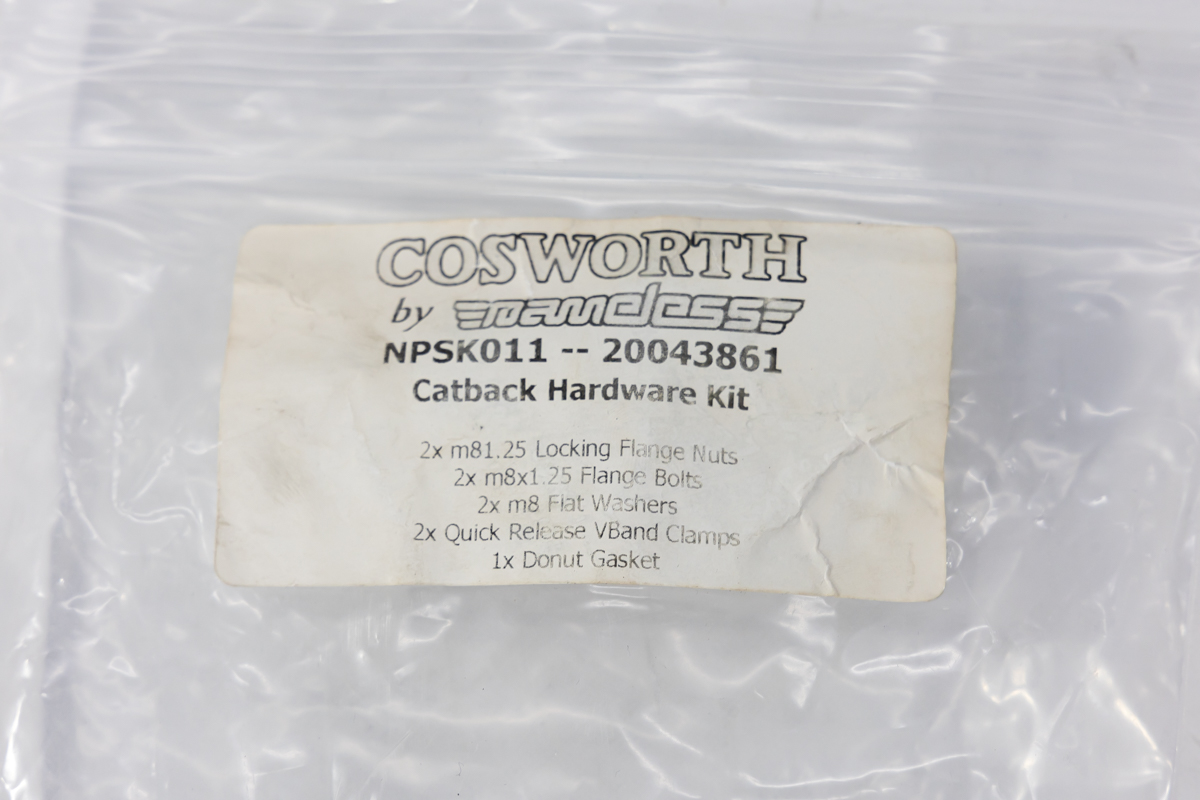 COSWORTH
by nameless
NPSK011 -- 20043861
Catback Hardware Kit
2x m81.25 Locking Flange Nuts
2x m8x1.25 Flange Bolts
2x m8 Flat Washers
2x Quick Release VBand Clamps
1x Donut Gasket